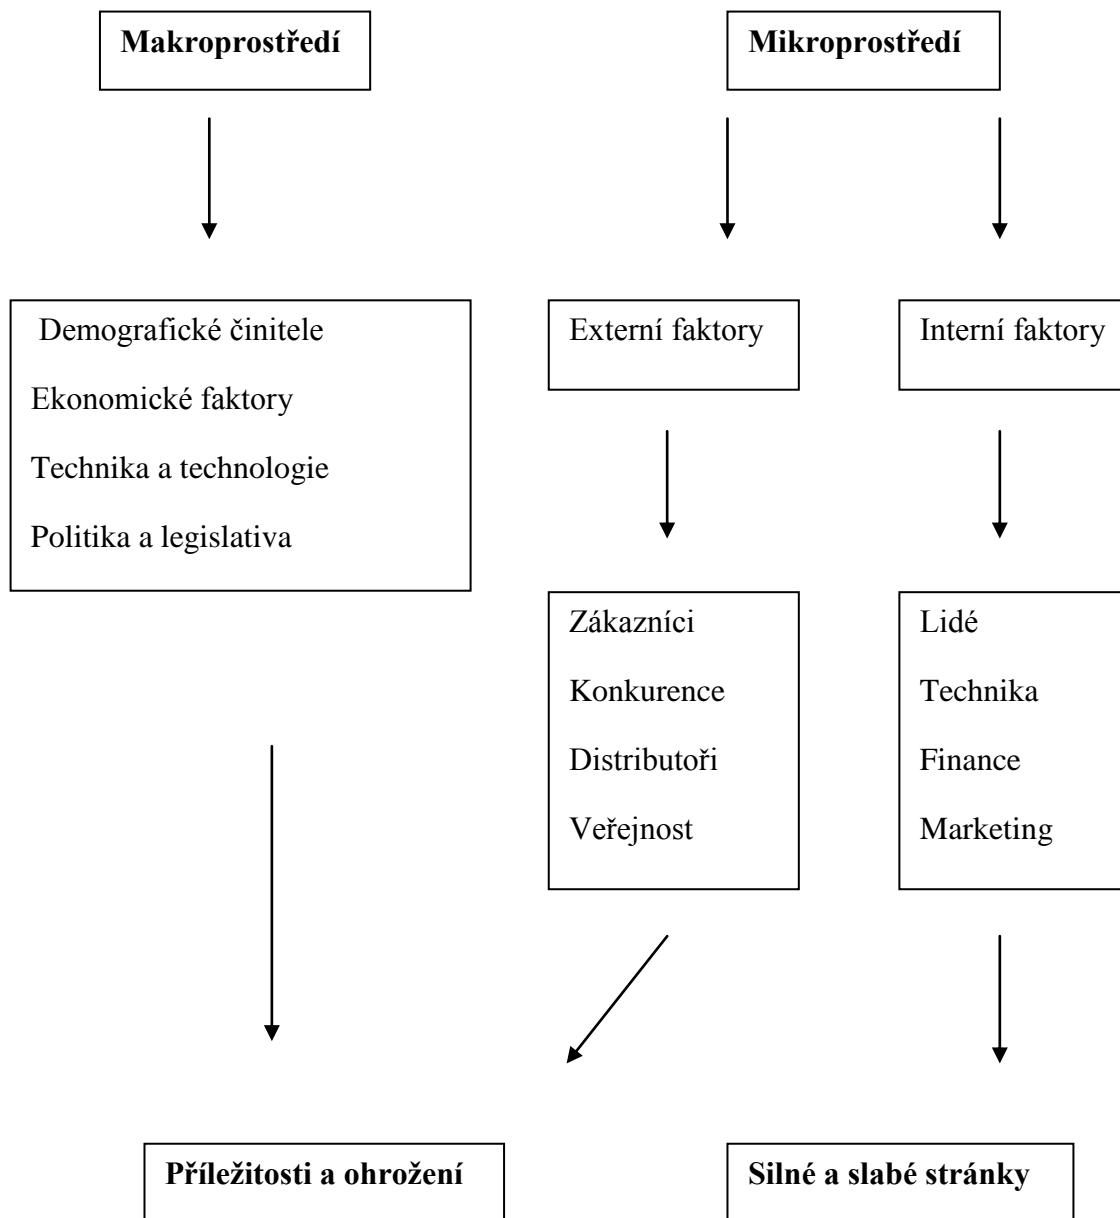 Makroprostředí
Mikroprostředí
Demografické činitele
Ekonomické faktory
Technika a technologie
Politika a legislativa
Externí faktory
Interní faktory
Zákazníci
Konkurence
Distributoři
Veřejnost
Lidé
Technika
Finance
Marketing
Příležitosti a ohrožení
Silné a slabé stránky